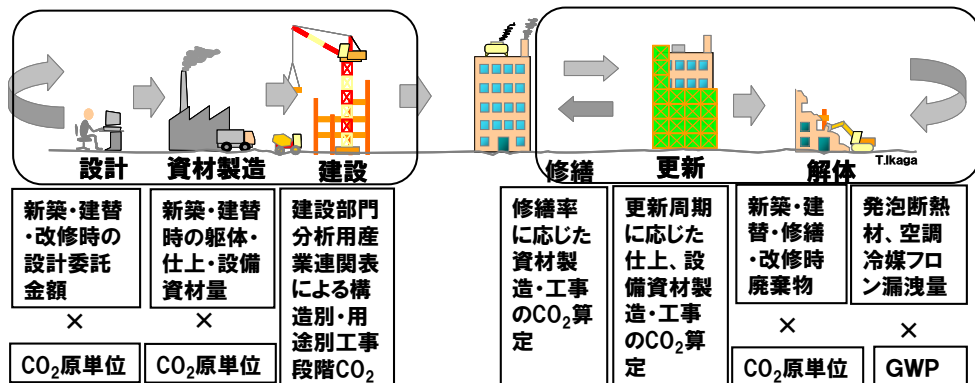 設計
資材製造
建設
修繕
更新
解体
T.Ikaga
新築・建替
・改修時の
設計委託
金額
×
CO₂原単位
新築・建替
時の躯体・
仕上・設備
資材量
×
CO₂原単位
建設部門
分析用産
業連関表
による構
造別・用
途別工事
段階CO₂
修繕率
に応じた
資材製
造・工事
のCO₂算
定
更新周期
に応じた
仕上、設
備資材製
造・工事
のCO₂算
定
新築・建
替・修繕
・改修時
廃棄物
×
CO₂原単位
発泡断熱
材、空調
冷媒フロ
ン漏洩量
×
GWP